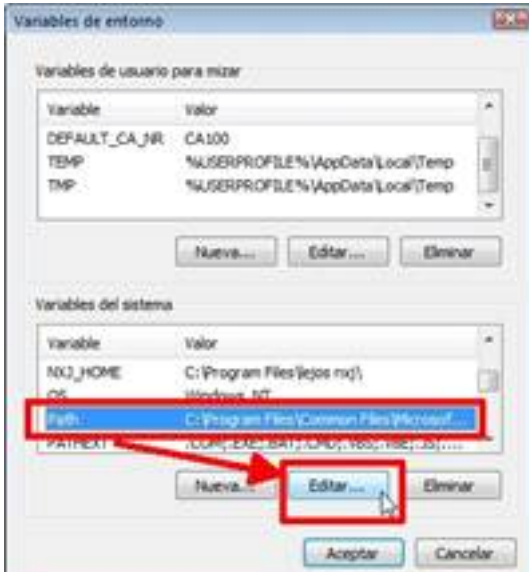 Variables de entorno
Variables de usuario para mizar
Variable Valor
DEFAULT_CA_NR CA100
TEMP %USERPROFILE%\AppData\Local\Temp
TMP %USERPROFILE%\AppData\Local\Temp
Nueva... Editar... Eliminar
Variables del sistema
Variable Valor
NXJ_HOME C:\Program Files\lejos nxj\
OS Windows_NT
Path C:\Program Files\Common Files\Microsof...
PATHEXT .COM;.EXE;.BAT;.CMD;.VBS;.VBE;.JS;....
Nueva... Editar... Eliminar
Aceptar Cancelar